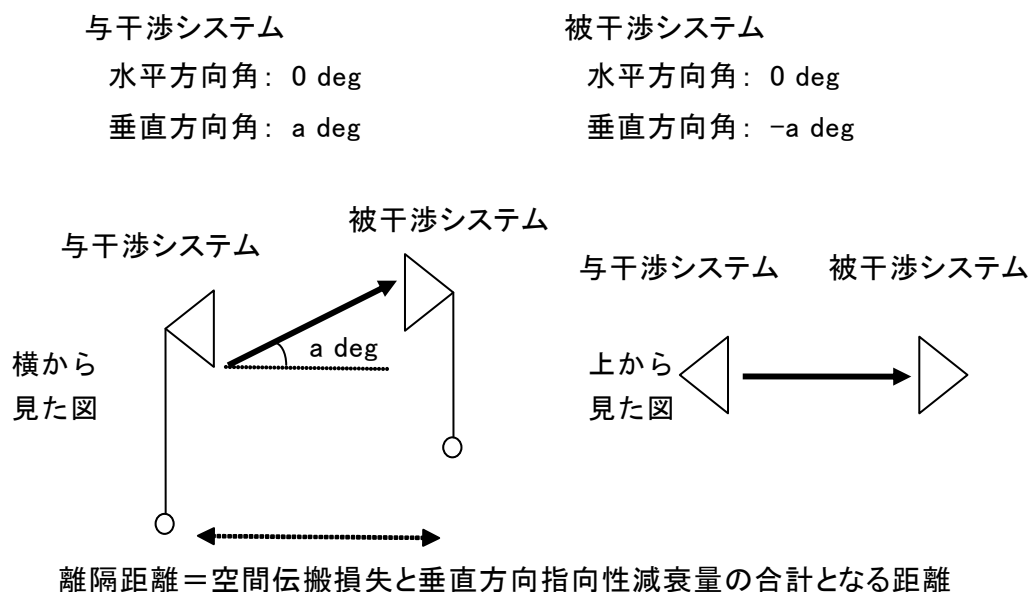 与干渉システム
水平方向角: 0 deg
垂直方向角: a deg
被干渉システム
水平方向角: 0 deg
垂直方向角: -a deg
与干渉システム
被干渉システム
a deg
横から
見た図
与干渉システム
被干渉システム
上から
見た図
離隔距離＝空間伝搬損失と垂直方向指向性減衰量の合計となる距離